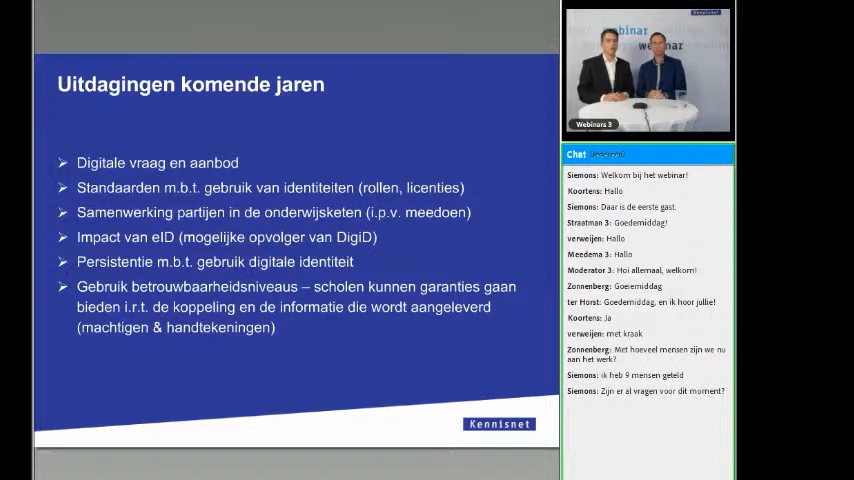 Uitdagingen komende jaren
Digitale vraag en aanbod
Standaarden m.b.t. gebruik van identiteiten (rollen, licenties)
Samenwerking partijen in de onderwijsketen (i.p.v. meedoen)
Impact van eID (mogelijke opvolger van DigiD)
Persistentie m.b.t. gebruik digitale identiteit
Gebruik betrouwbaarheidsniveaus – scholen kunnen garanties gaan
bieden i.r.t. de koppeling en de informatie die wordt aangeleverd
(machtigen & handtekeningen)
Kennisnet
Kennisnet
webinar
webinar
Webinars 3
Chat (Iedereen)
Siemons: Welkom bij het webinar!
Koortens: Hallo
Siemons: Daar is de eerste gast.
Straatman 3: Goedemiddag!
verweijen: Hallo
Meedema 3: Hallo
Moderator 3: Hoi allemaal, welkom!
Zonnenberg: Goeiemiddag
ter Horst: Goedemiddag, en ik hoor jullie!
Koortens: Ja
verweijen: met kraak
Zonnenberg: Met hoeveel mensen zijn we nu
aan het werk?
Siemons: ik heb 9 mensen geteld
Siemons: Zijn er al vragen voor dit moment?